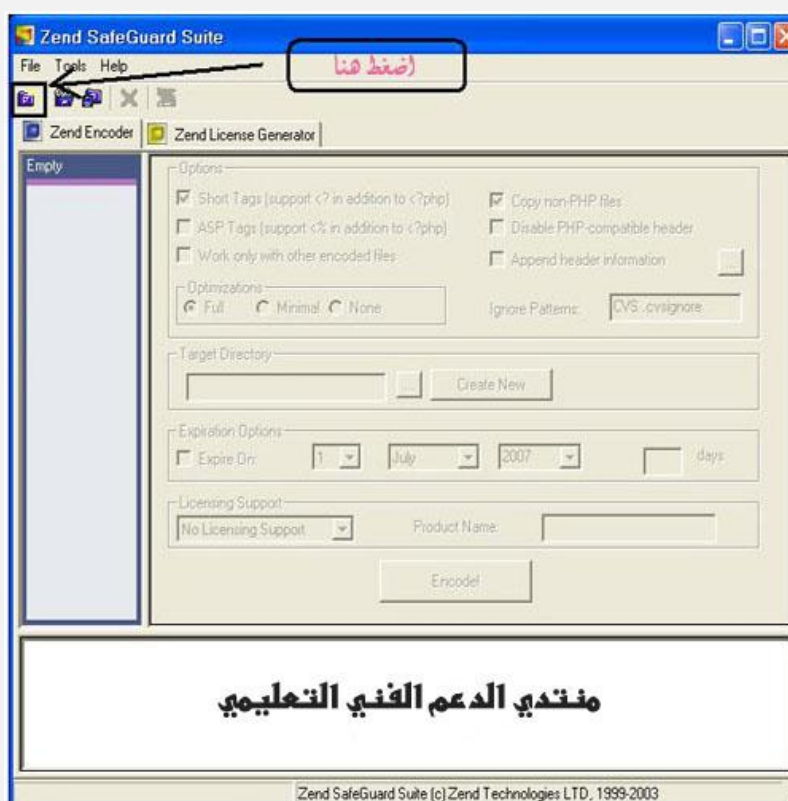 Zend SafeGuard Suite
File Tools Help
اضغط هنا
Zend Encoder Zend License Generator
Empty
Options
Short Tags (support <? in addition to <?php) Copy non-PHP files
ASP Tags (support <% in addition to <?php) Disable PHP-compatible header
Work only with other encoded files Append header information ...
Optimizations
Full Minimal None Ignore Patterns: CVS .cvsignore
Target Directory
... Create New
Expiration Options
Expire On: 1 July 2007 days
Licensing Support
No Licensing Support Product Name:
Encode!
منتدي الدعم الفني التعليمي
Zend SafeGuard Suite (c) Zend Technologies LTD, 1999-2003